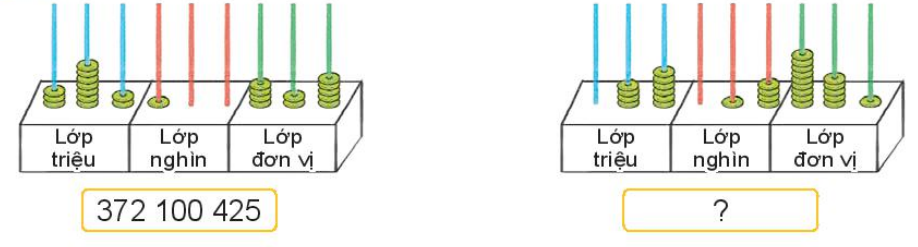 Lớp triệu
Lớp nghìn
Lớp đơn vị
372 100 425
Lớp triệu
Lớp nghìn
Lớp đơn vị
?